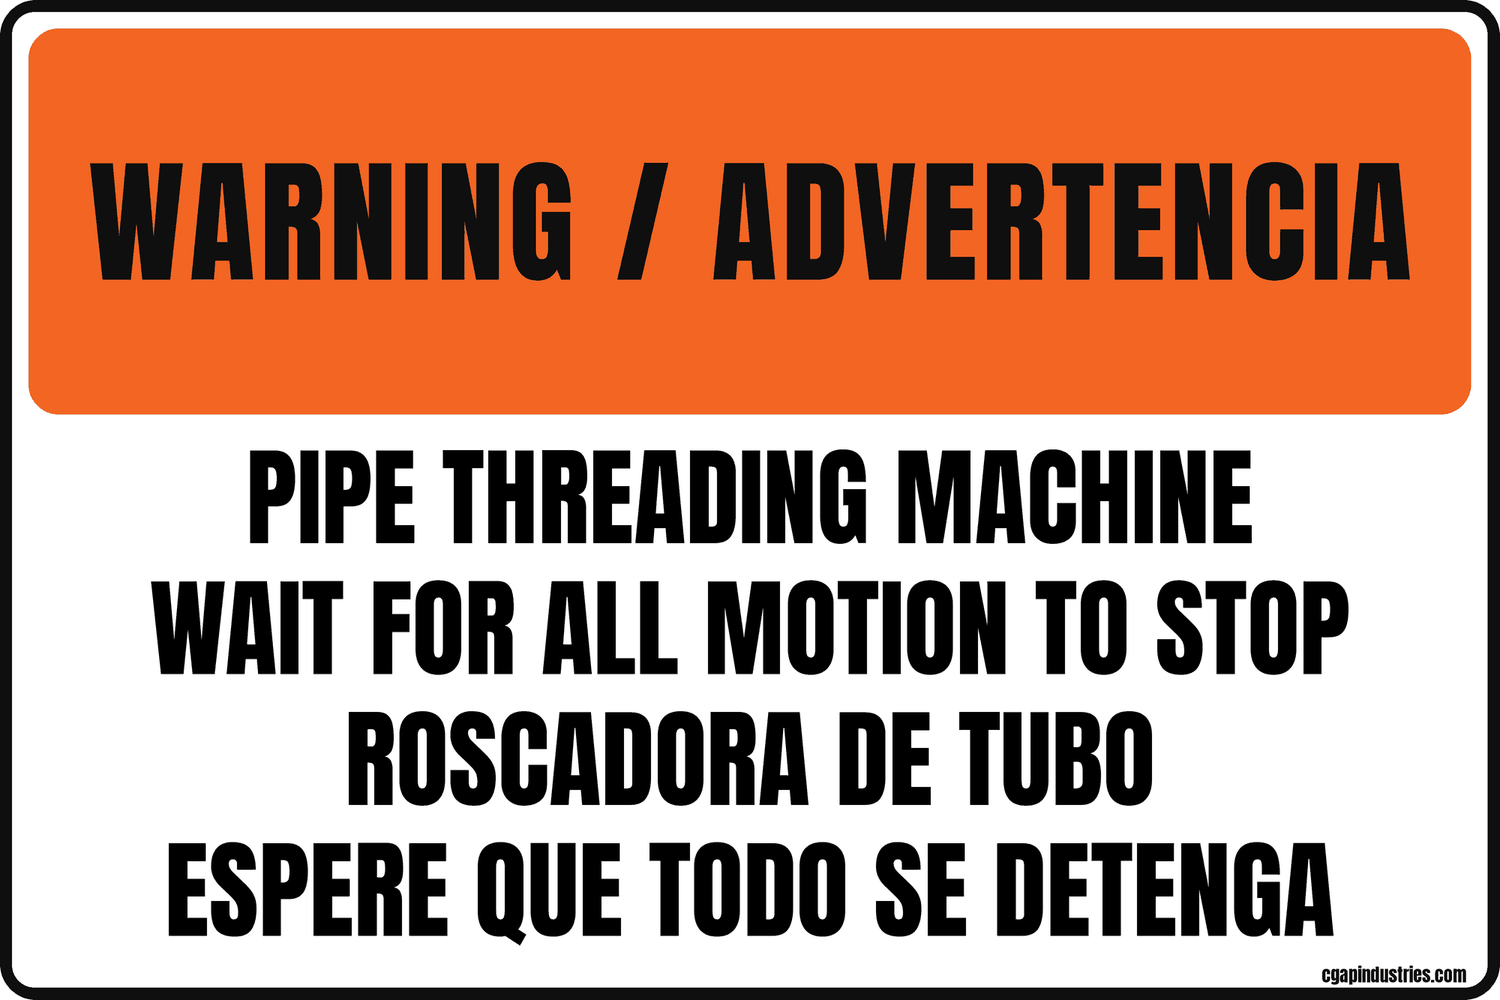 WARNING / ADVERTENCIA
PIPE THREADING MACHINE
WAIT FOR ALL MOTION TO STOP
ROSCADORA DE TUBO
ESPERE QUE TODO SE DETENGA
cgapindustries.com